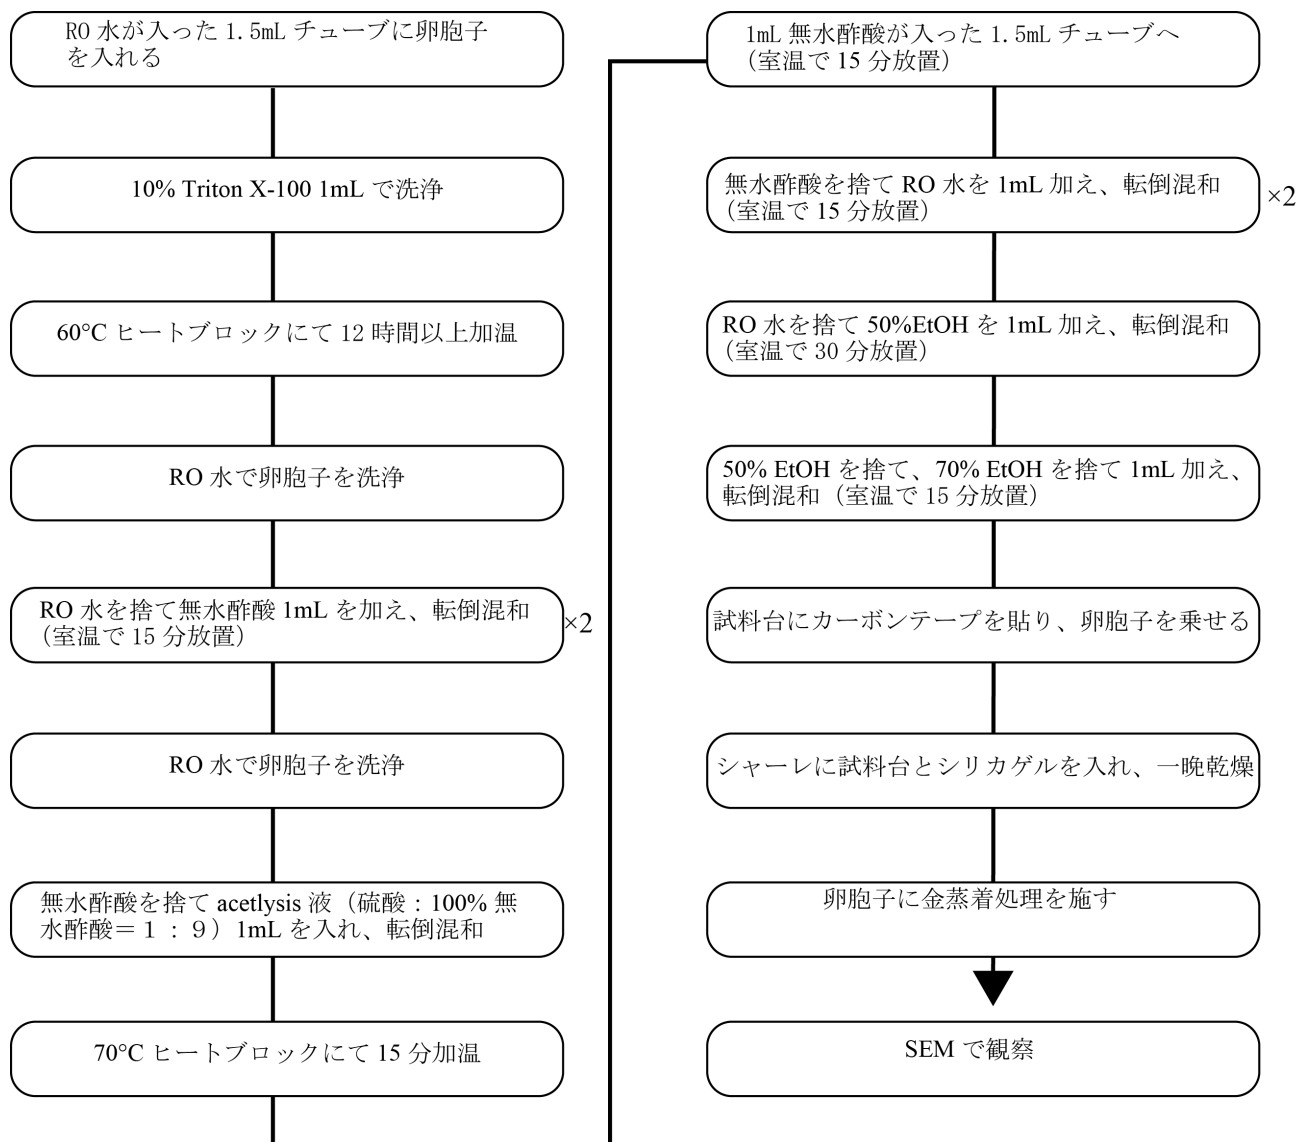 RO 水が入った 1.5mL チューブに卵胞子
を入れる
10% Triton X-100 1mL で洗浄
60°C ヒートブロックにて 12 時間以上加温
RO 水で卵胞子を洗浄
RO 水を捨て無水酢酸 1mL を加え、転倒混和
（室温で 15 分放置）
×2
RO 水で卵胞子を洗浄
無水酢酸を捨て acetlysis 液（硫酸：100% 無
水酢酸＝１：９）1mL を入れ、転倒混和
70°C ヒートブロックにて 15 分加温
1mL 無水酢酸が入った 1.5mL チューブへ
（室温で 15 分放置）
無水酢酸を捨て RO 水を 1mL 加え、転倒混和
（室温で 15 分放置）
×2
RO 水を捨て 50%EtOH を 1mL 加え、転倒混和
（室温で 30 分放置）
50% EtOH を捨て、70% EtOH を捨て 1mL 加え、
転倒混和（室温で 15 分放置）
試料台にカーボンテープを貼り、卵胞子を乗せる
シャーレに試料台とシリカゲルを入れ、一晩乾燥
卵胞子に金蒸着処理を施す
SEM で観察